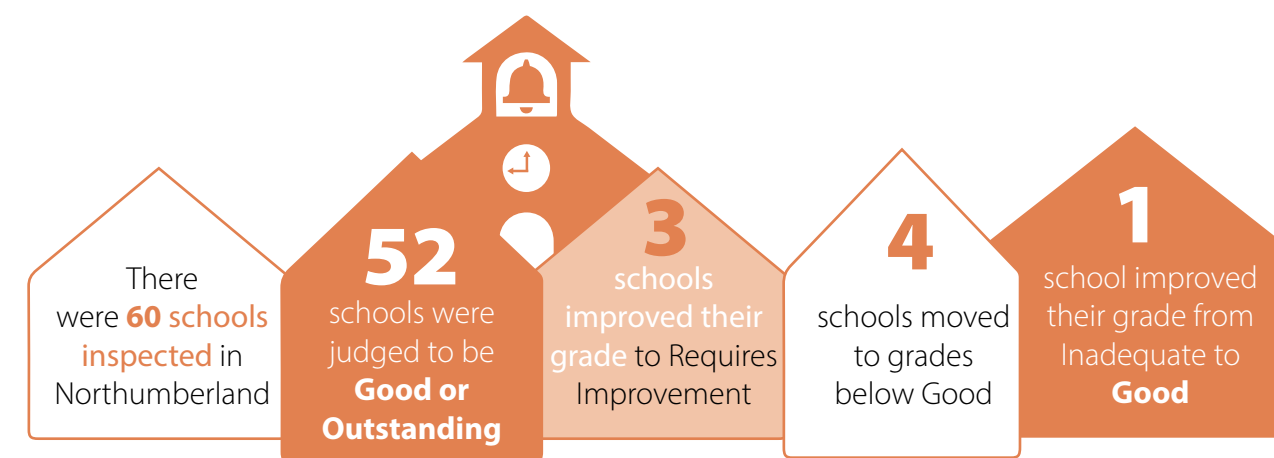 There
were 60 schools
inspected in
Northumberland
52
schools were
judged to be
Good or
Outstanding
3
schools
improved their
grade to Requires
Improvement
4
schools moved
to grades
below Good
1
school improved
their grade from
Inadequate to
Good